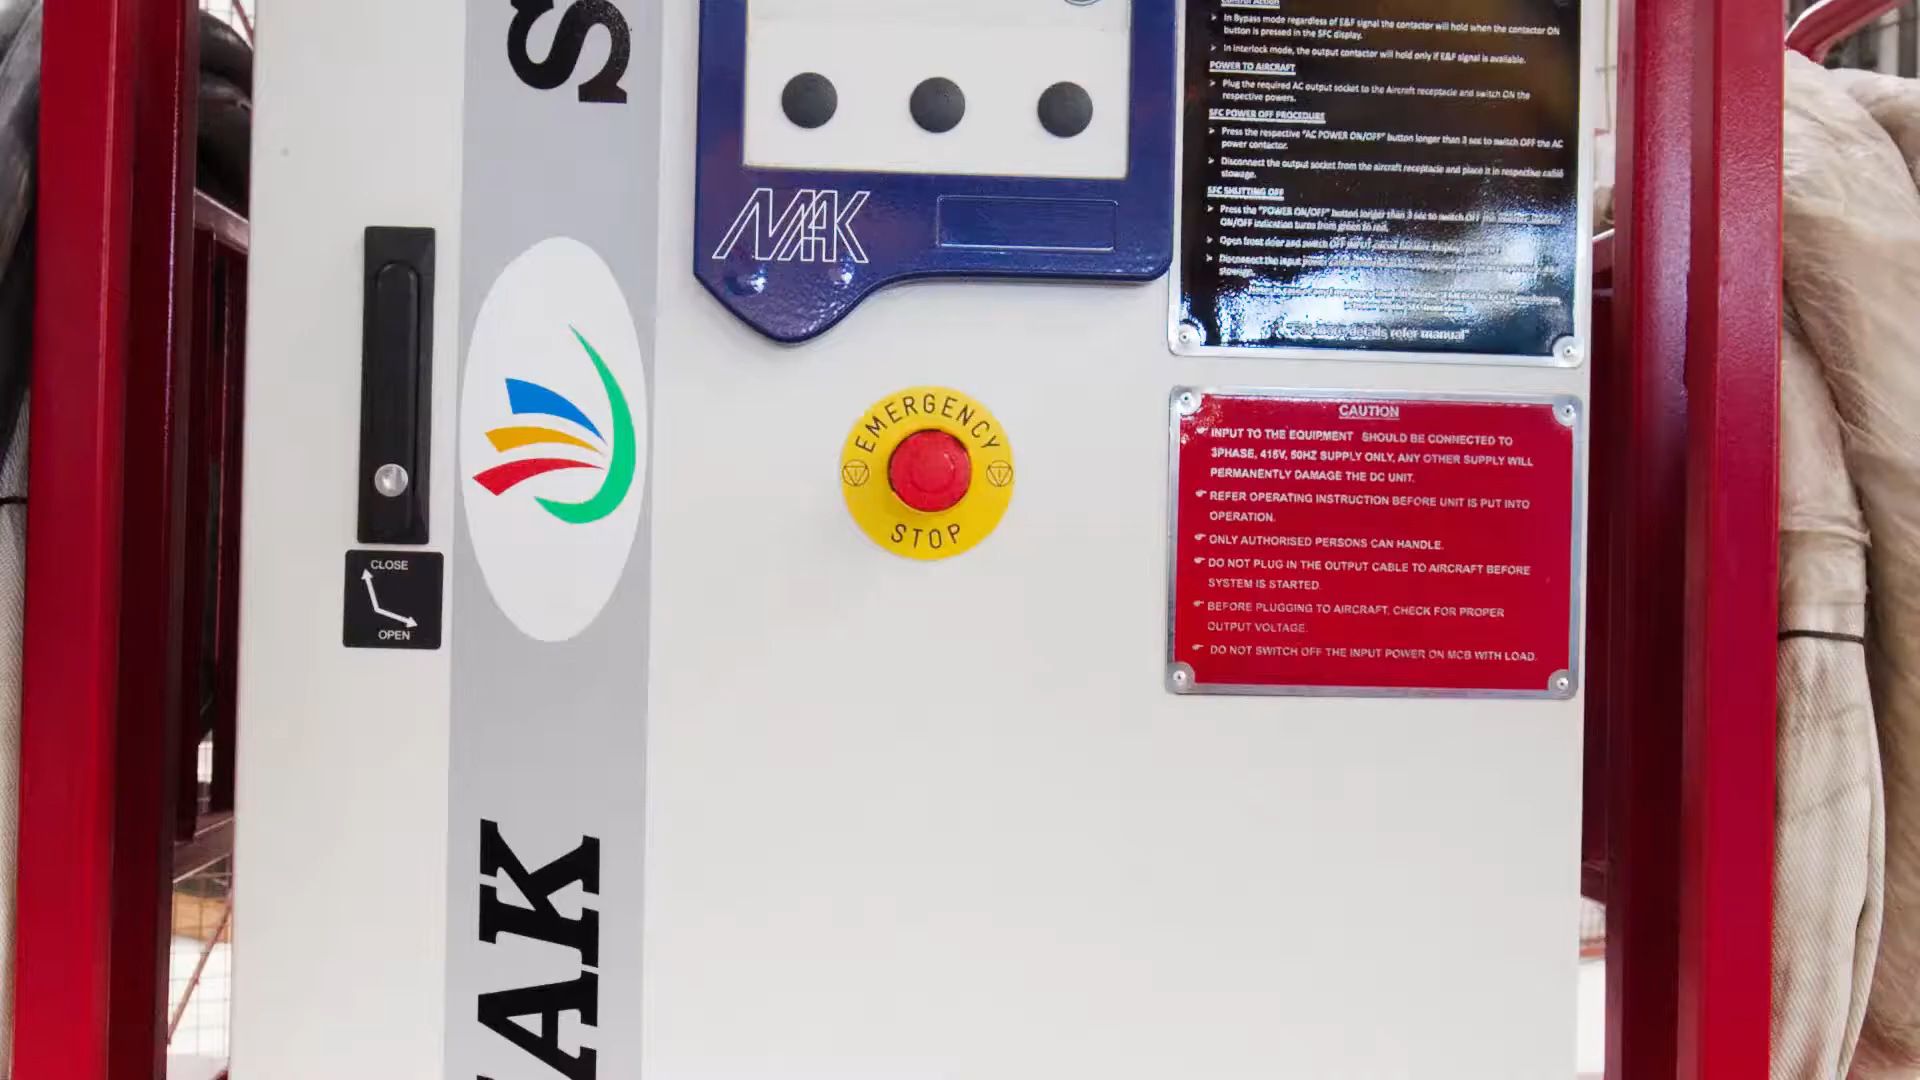 S
MAK
Control Action
➢ In Bypass mode regardless of E&F signal the contactor will hold when the contactor ON
button is pressed in the SFC display.
➢ In interlock mode, the output contactor will hold only if E&F signal is available.
POWER TO AIRCRAFT
➢ Plug the required AC output socket to the Aircraft receptacle and switch ON the
respective powers.
SFC POWER OFF PROCEDURE
➢ Press the respective "AC POWER ON/OFF" button longer than 3 sec to switch OFF the AC
power contactor.
➢ Disconnect the output socket from the aircraft receptacle and place it in respective cable
stowage.
SFC SHUTTING OFF
➢ Press the "POWER ON/OFF" button longer than 3 sec to switch OFF
ON/OFF indication turns from green to red.
➢ Open front door and switch OFF INPUT
➢ Disconnect the input power cable
stowage.
details refer manual"
CLOSE
OPEN
EMERGENCY
STOP
CAUTION
☛ INPUT TO THE EQUIPMENT SHOULD BE CONNECTED TO
3PHASE, 415V, 50HZ SUPPLY ONLY, ANY OTHER SUPPLY WILL
PERMANENTLY DAMAGE THE DC UNIT.
☛ REFER OPERATING INSTRUCTION BEFORE UNIT IS PUT INTO
OPERATION.
☛ ONLY AUTHORISED PERSONS CAN HANDLE.
☛ DO NOT PLUG IN THE OUTPUT CABLE TO AIRCRAFT BEFORE
SYSTEM IS STARTED.
☛ BEFORE PLUGGING TO AIRCRAFT, CHECK FOR PROPER
OUTPUT VOLTAGE.
☛ DO NOT SWITCH OFF THE INPUT POWER ON MCB WITH LOAD.
AK